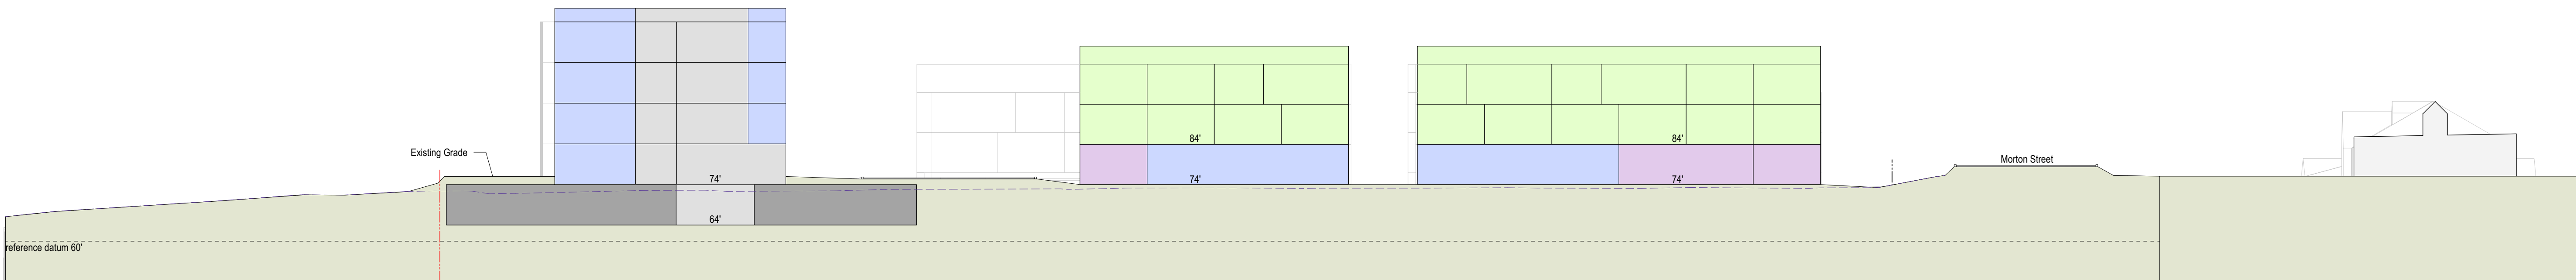 84'
84'
Existing Grade
Morton Street
74'
74'
74'
64'
reference datum 60'